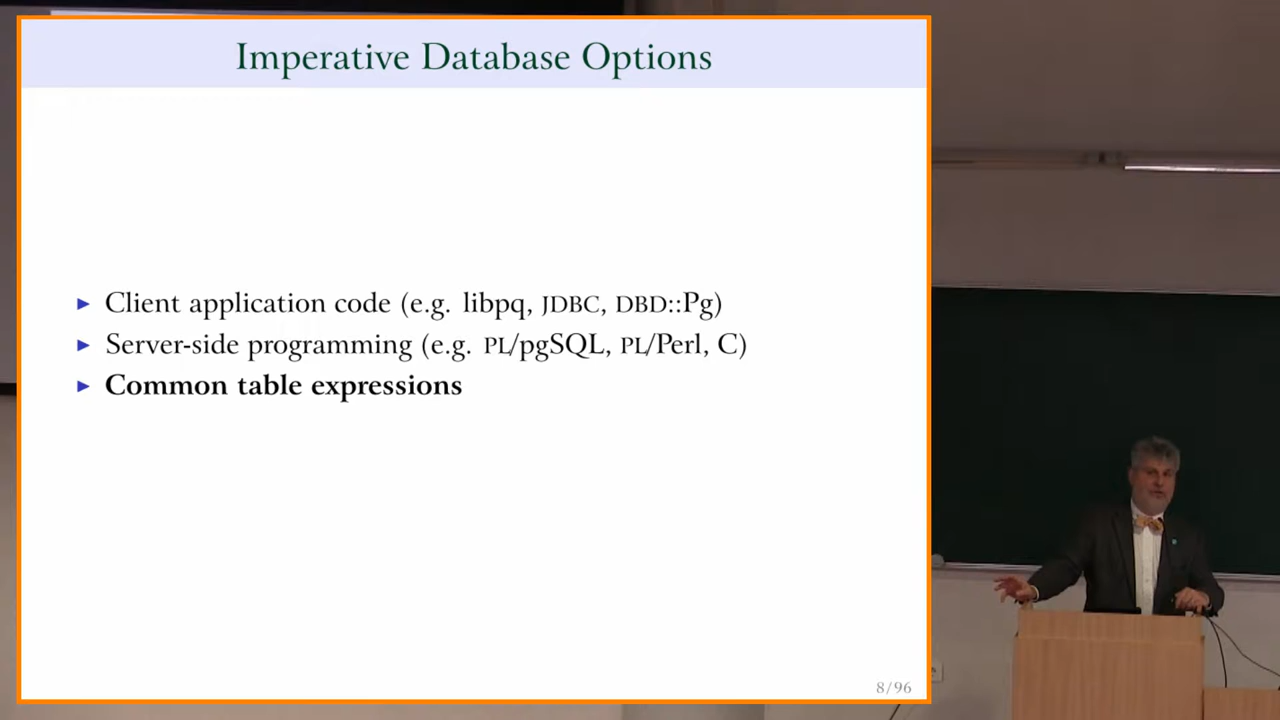 Imperative Database Options
▶ Client application code (e.g. libpq, JDBC, DBD::Pg)
▶ Server-side programming (e.g. PL/pgSQL, PL/Perl, C)
▶ Common table expressions
8/96